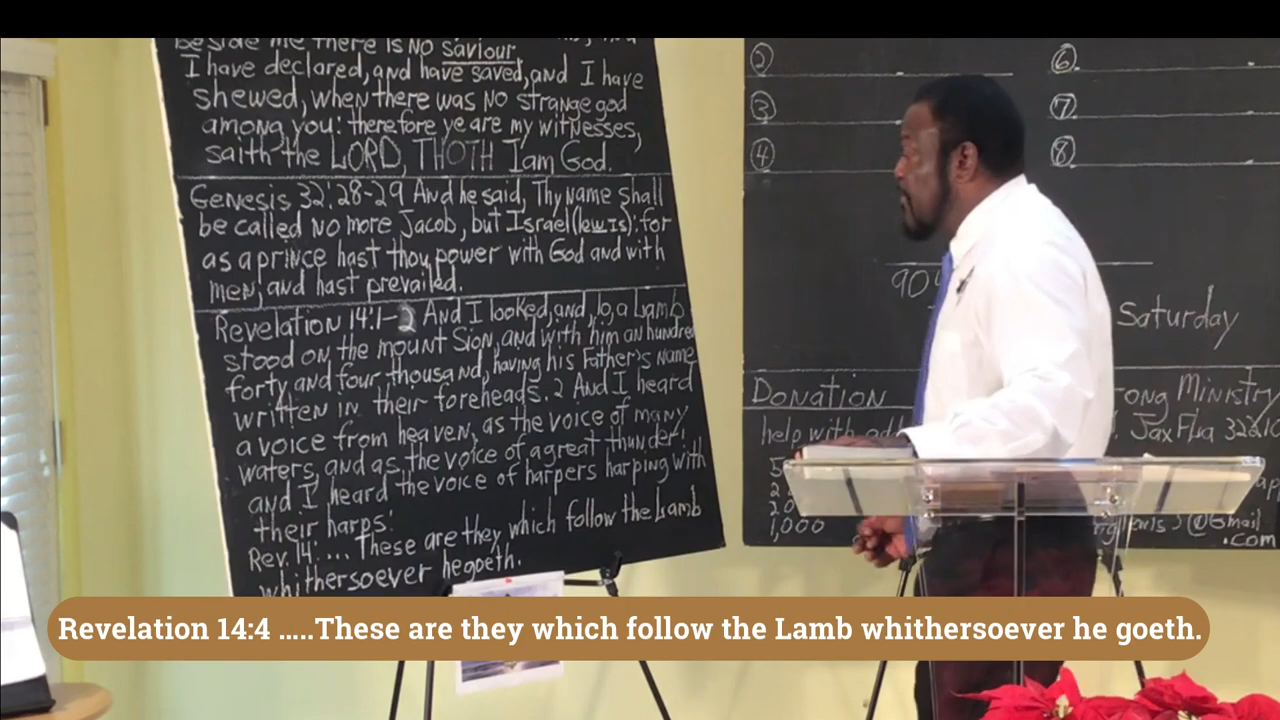 beside me there is no saviour.
I have declared, and have saved, and I have
shewed, when there was no strange god
among you: therefore ye are my witnesses,
saith the LORD, THOTH I am God.
Genesis 32:28-29 And he said, Thy Name shall
be called no more Jacob, but Israel (lewis): for
as a prince hast thou power with God and with
men, and hast prevailed.
Revelation 14:1-2 And I looked, and, lo, a Lamb
stood on the mount Sion, and with him an hundred
forty and four thousand, having his Father's Name
written in their foreheads. 2 And I heard
a voice from heaven, as the voice of many
waters, and as the voice of a great thunder:
and I heard the voice of harpers harping with
their harps:
Rev. 14: .... These are they which follow the Lamb
whithersoever he goeth.
2
3
4
6
7
8
904
Saturday
Donation
ong Ministry
help with
Jax Fla 3221
1,000
@Gmail
.com
Revelation 14:4 .....These are they which follow the Lamb whithersoever he goeth.